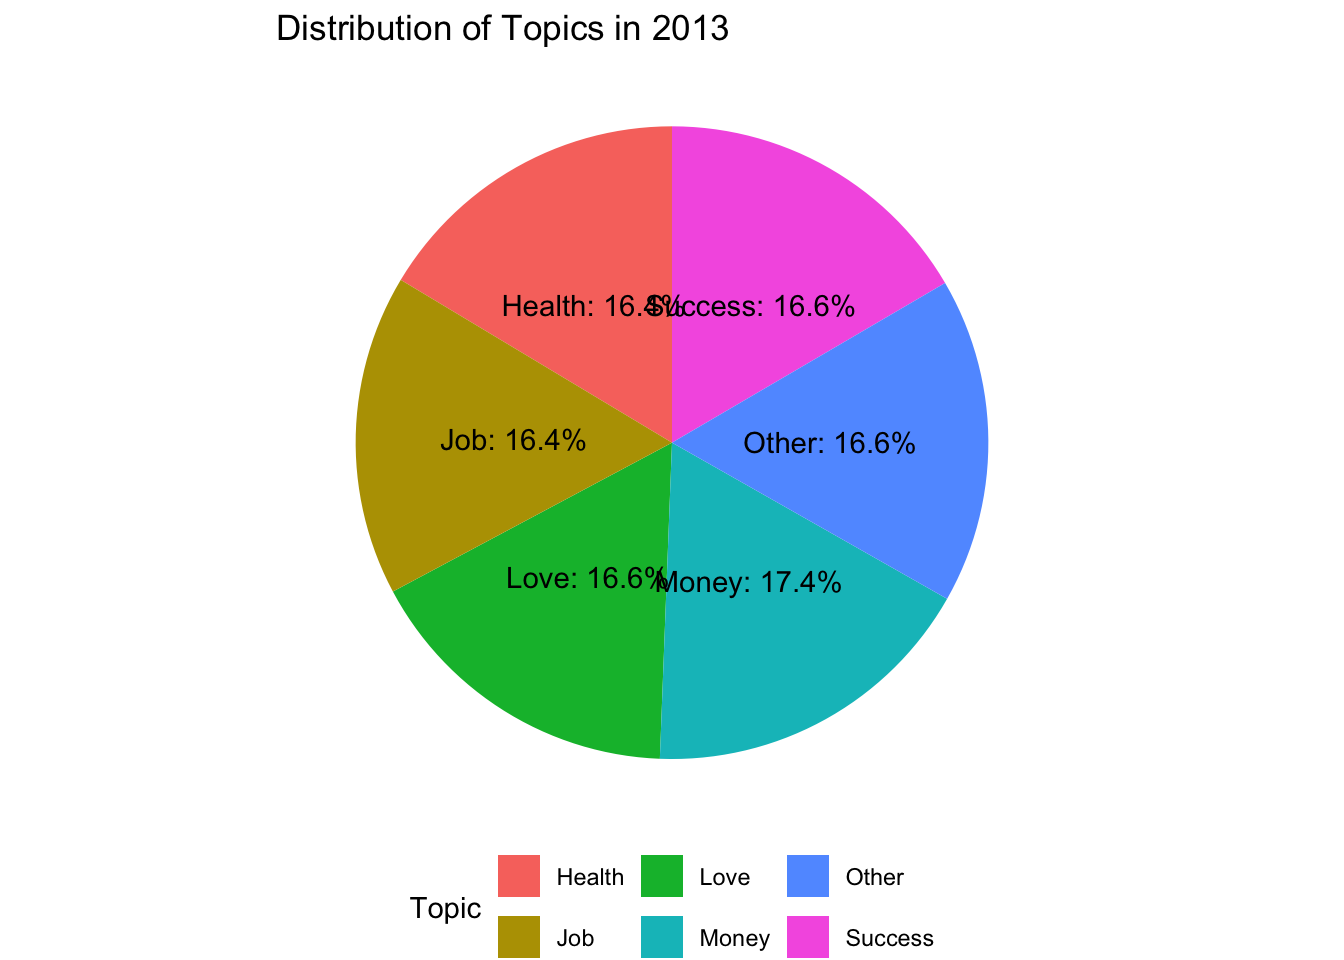 Distribution of Topics in 2013
Health: 16.4%
Success: 16.6%
Job: 16.4%
Other: 16.6%
Love: 16.6%
Money: 17.4%
Topic
Health
Love
Other
Job
Money
Success